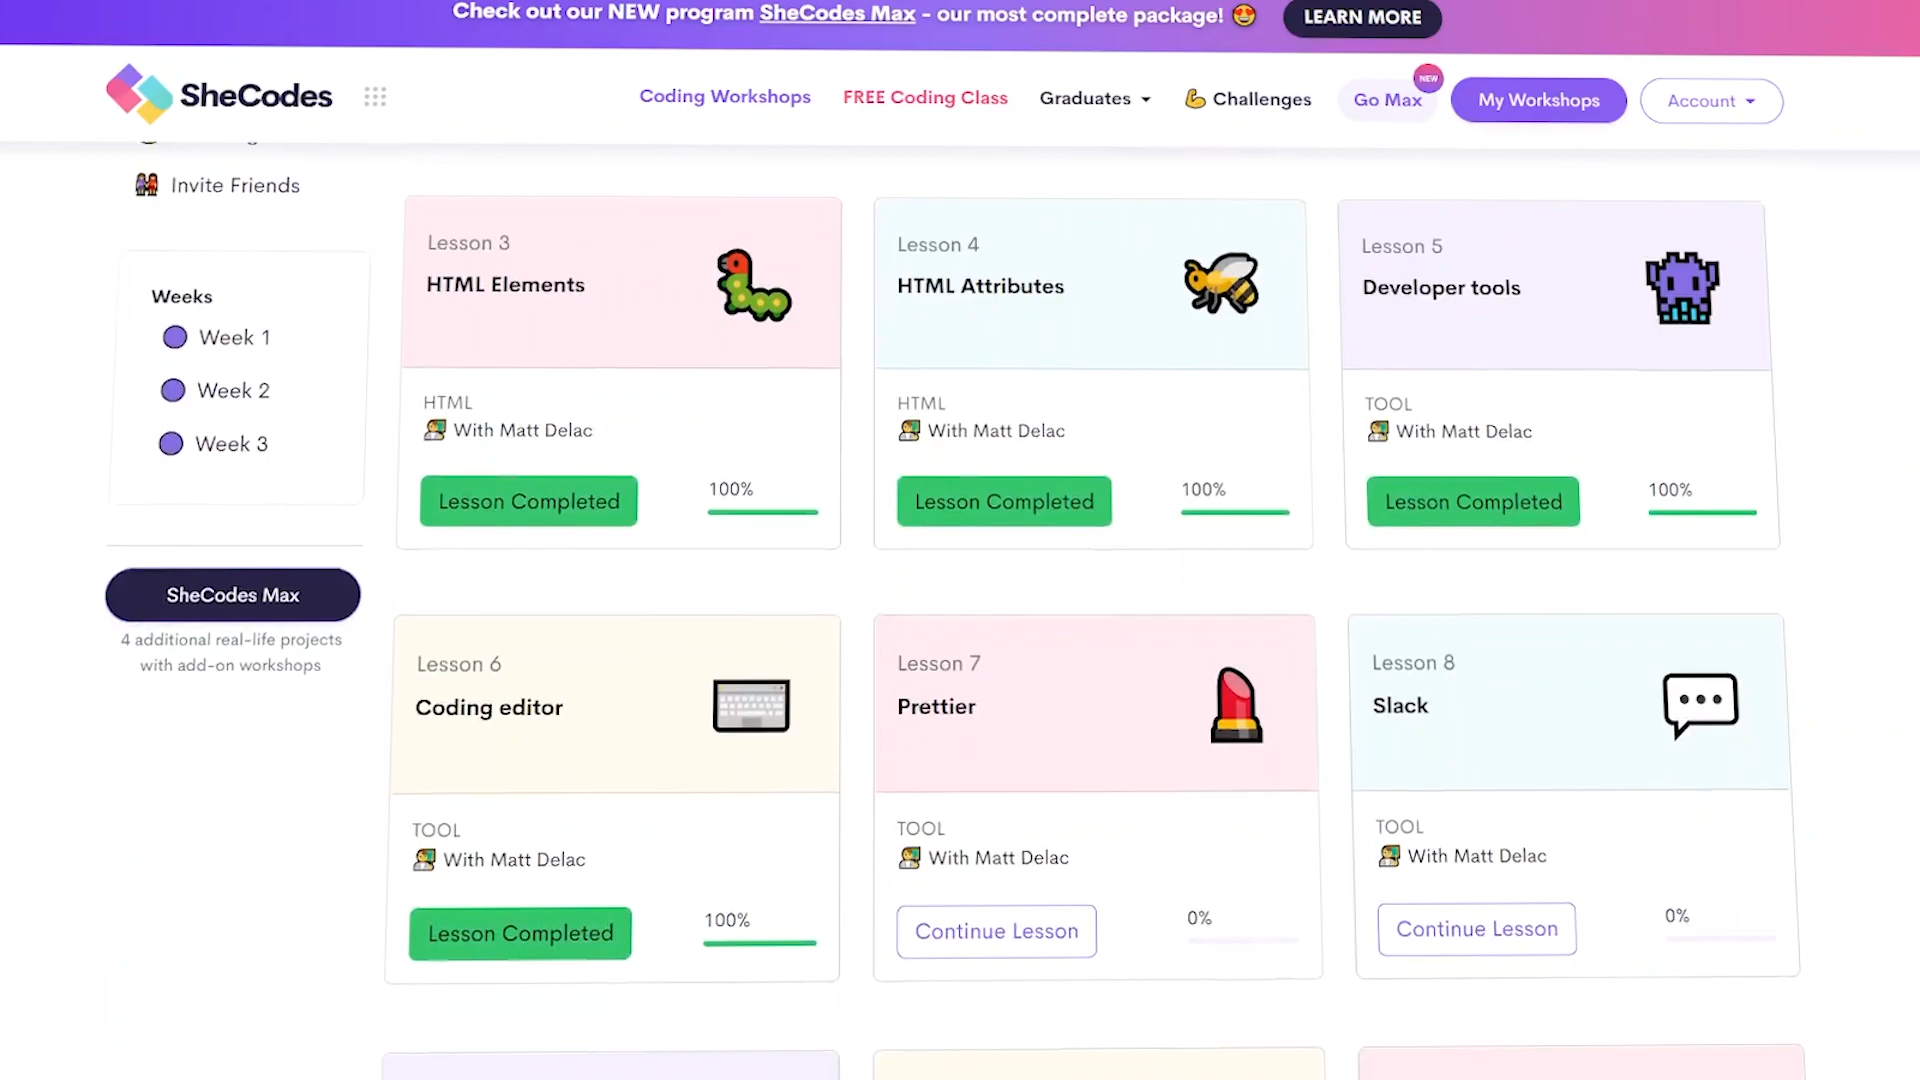 Check out our NEW program SheCodes Max - our most complete package! 😍
LEARN MORE
SheCodes
Coding Workshops
FREE Coding Class
Graduates
💪 Challenges
Go Max
NEW
My Workshops
Account
Invite Friends
Weeks
Week 1
Week 2
Week 3
SheCodes Max
4 additional real-life projects
with add-on workshops
Lesson 3
HTML Elements
HTML
With Matt Delac
Lesson Completed
100%
Lesson 4
HTML Attributes
HTML
With Matt Delac
Lesson Completed
100%
Lesson 5
Developer tools
TOOL
With Matt Delac
Lesson Completed
100%
Lesson 6
Coding editor
TOOL
With Matt Delac
Lesson Completed
100%
Lesson 7
Prettier
TOOL
With Matt Delac
Continue Lesson
0%
Lesson 8
Slack
TOOL
With Matt Delac
Continue Lesson
0%